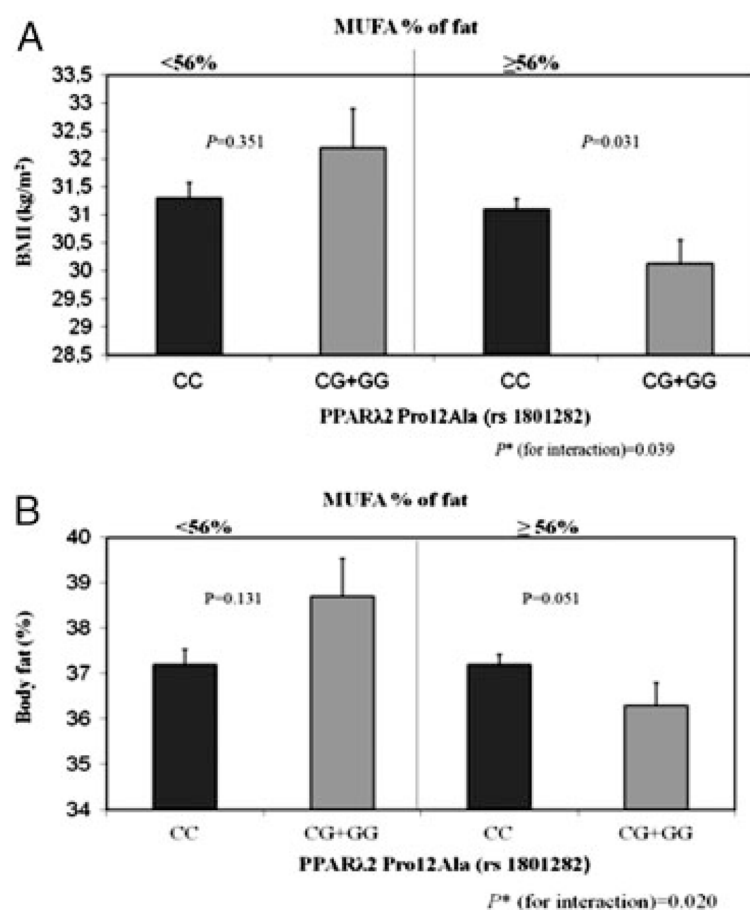 A
MUFA % of fat
<56% ≥56%
33,5
33
32,5
32
31,5
31
30,5
30
29,5
29
28,5
BMI (kg/m²)
P=0.351 P=0.031
CC CG+GG CC CG+GG
PPARλ2 Pro12Ala (rs 1801282)
P* (for interaction)=0.039
B
MUFA % of fat
<56% ≥ 56%
40
39
38
37
36
35
34
Body fat (%)
P=0.131 P=0.051
CC CG+GG CC CG+GG
PPARλ2 Pro12Ala (rs 1801282)
P* (for interaction)=0.020